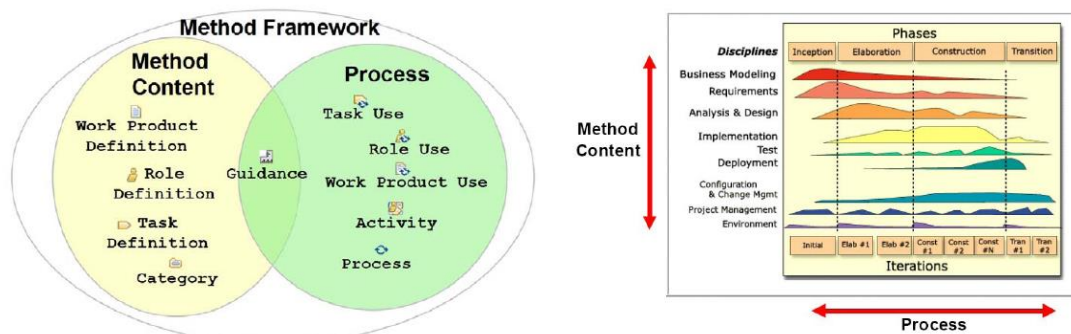 Method Framework
Method
Content
Process
Work Product
Definition
Role
Definition
Task
Definition
Category
Guidance
Task Use
Role Use
Work Product Use
Activity
Process
Method
Content
Phases
Disciplines
Inception
Elaboration
Construction
Transition
Business Modeling
Requirements
Analysis & Design
Implementation
Test
Deployment
Configuration
& Change Mgmt
Project Management
Environment
Initial
Elab #1
Elab #2
Const
#1
Const
#2
Const
#N
Tran
#1
Tran
#2
Iterations
Process